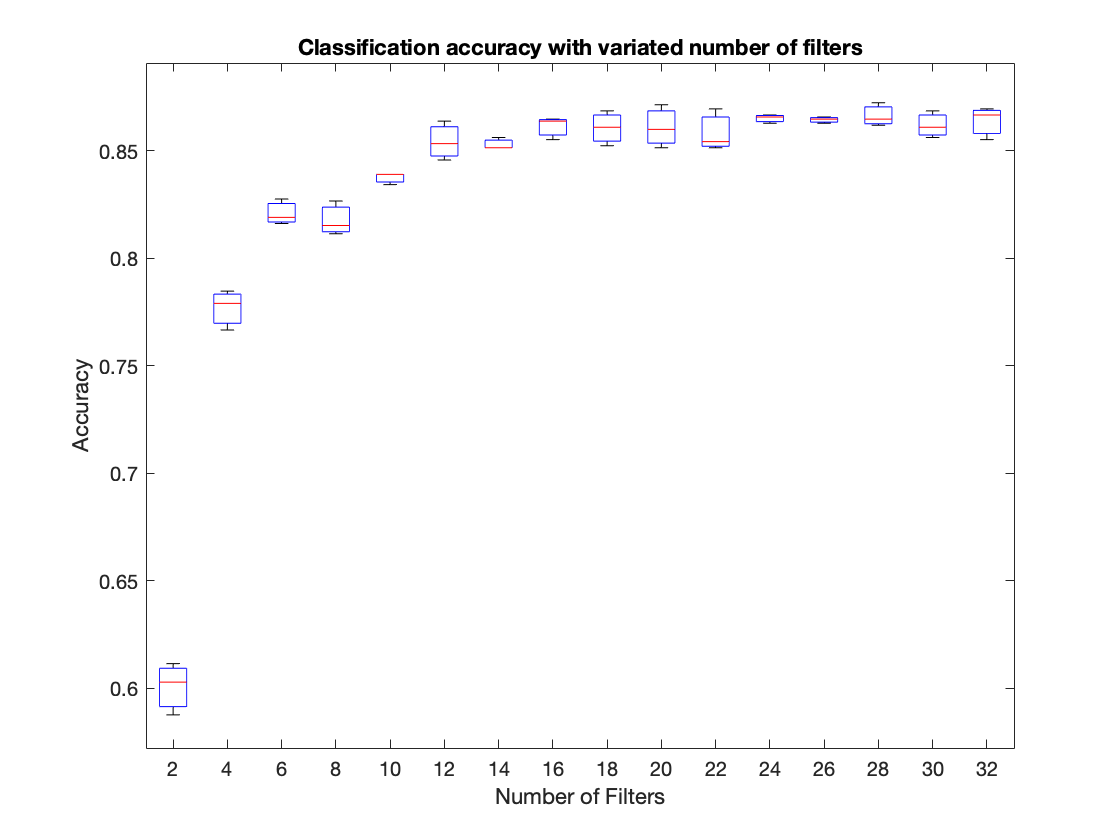 Classification accuracy with variated number of filters
0.85
0.8
0.75
0.7
0.65
0.6
Accuracy
2 4 6 8 10 12 14 16 18 20 22 24 26 28 30 32
Number of Filters